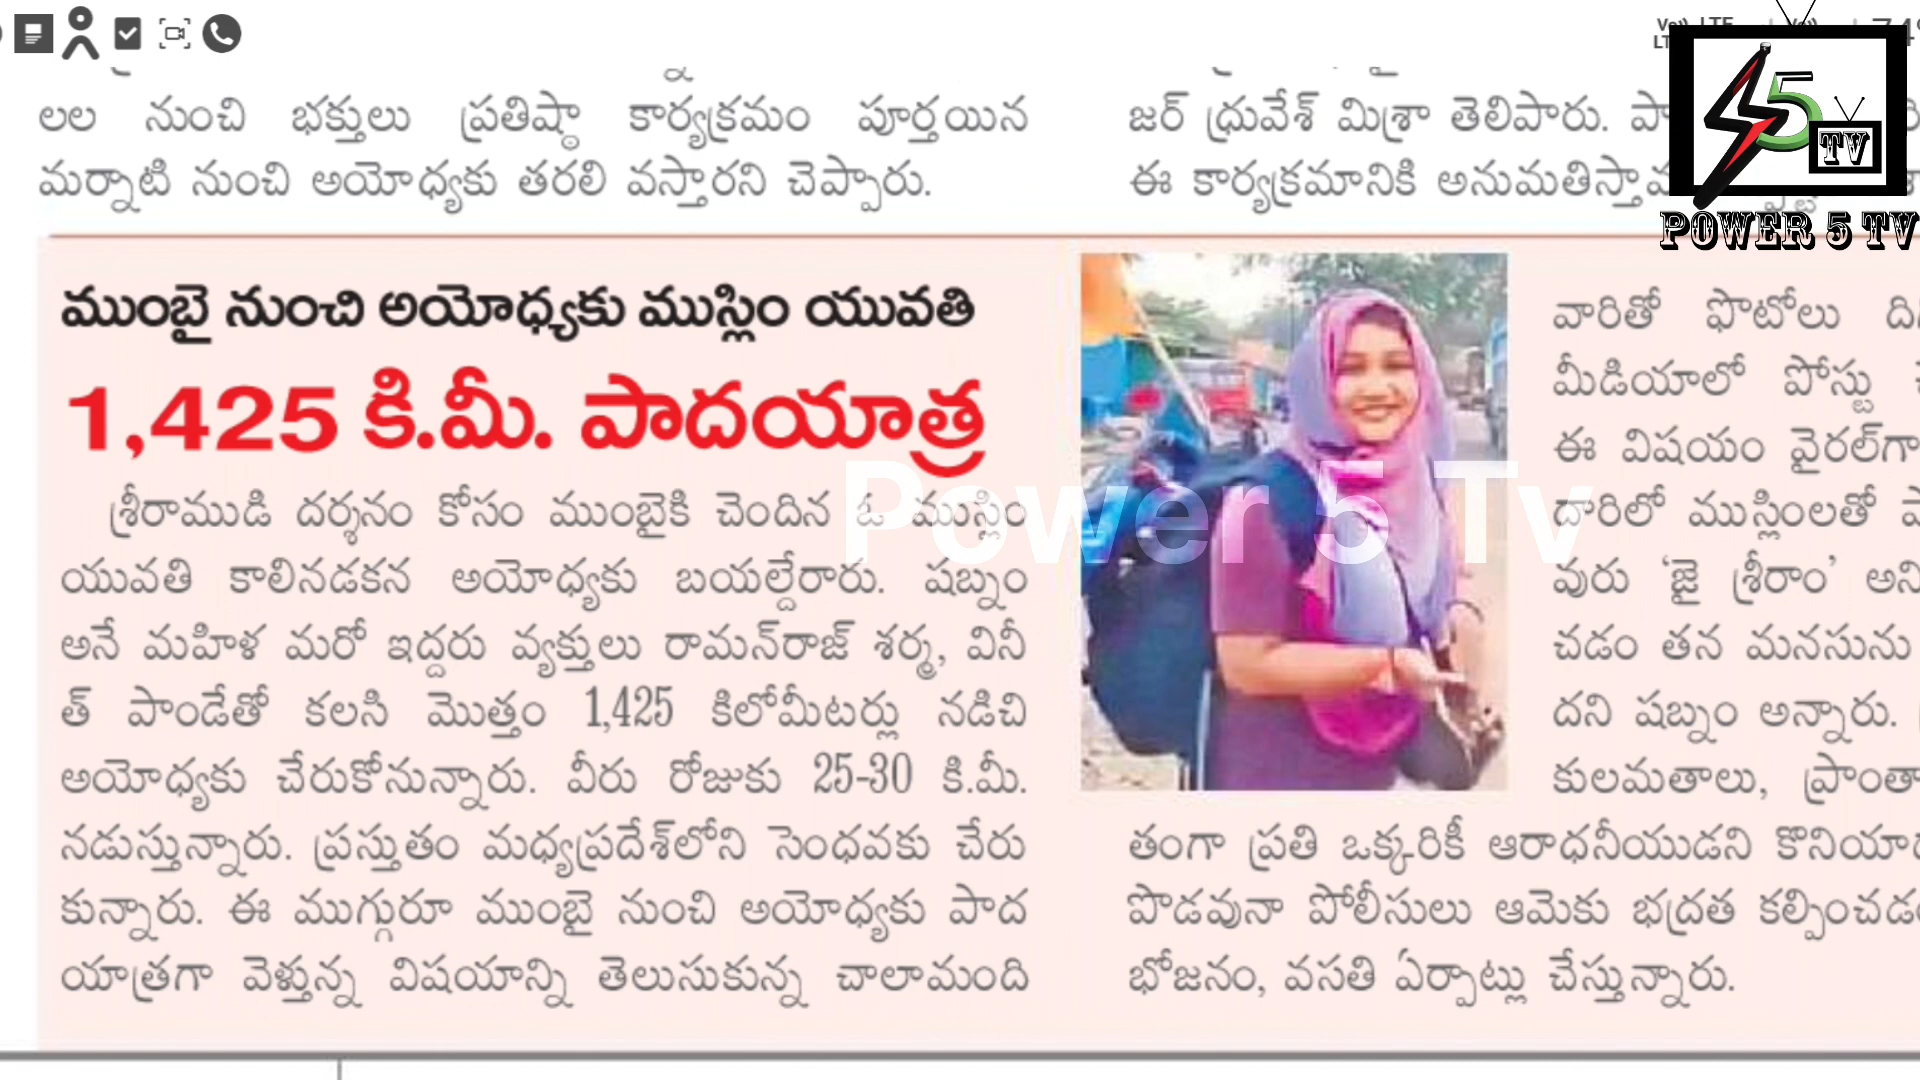 లల నుంచి భక్తులు ప్రతిష్ఠా కార్యక్రమం పూర్తయిన
మర్నాటి నుంచి అయోధ్యకు తరలి వస్తారని చెప్పారు.
జర్ ధ్రువేశ్ మిశ్రా తెలిపారు.
ఈ కార్యక్రమానికి
POWER 5 TV
5
TV
ముంబై నుంచి అయోధ్యకు ముస్లిం యువతి
1,425 కి.మీ. పాదయాత్ర
శ్రీరాముడి దర్శనం కోసం ముంబైకి చెందిన ఓ ముస్లిం
యువతి కాలినడకన అయోధ్యకు బయల్దేరారు. షబ్నం
అనే మహిళ మరో ఇద్దరు వ్యక్తులు రామన్‌రాజ్ శర్మ, వినీ
త్ పాండేతో కలసి మొత్తం 1,425 కిలోమీటర్లు నడిచి
అయోధ్యకు చేరుకోనున్నారు. వీరు రోజుకు 25-30 కి.మీ.
నడుస్తున్నారు. ప్రస్తుతం మధ్యప్రదేశ్‌లోని సెంధవకు చేరు
కున్నారు. ఈ ముగ్గురూ ముంబై నుంచి అయోధ్యకు పాద
యాత్రగా వెళ్తున్న విషయాన్ని తెలుసుకున్న చాలామంది
Power 5 Tv
వారితో ఫొటోలు
మీడియాలో పోస్టు
ఈ విషయం వైరల్‌గా
దారిలో ముస్లింలతో
వురు ‘జై శ్రీరాం’ అని
చడం తన మనసును
దని షబ్నం అన్నారు.
కులమతాలు,
తంగా ప్రతి ఒక్కరికీ ఆరాధనీయుడని
పొడవునా పోలీసులు ఆమెకు భద్రత
భోజనం, వసతి ఏర్పాట్లు చేస్తున్నారు.